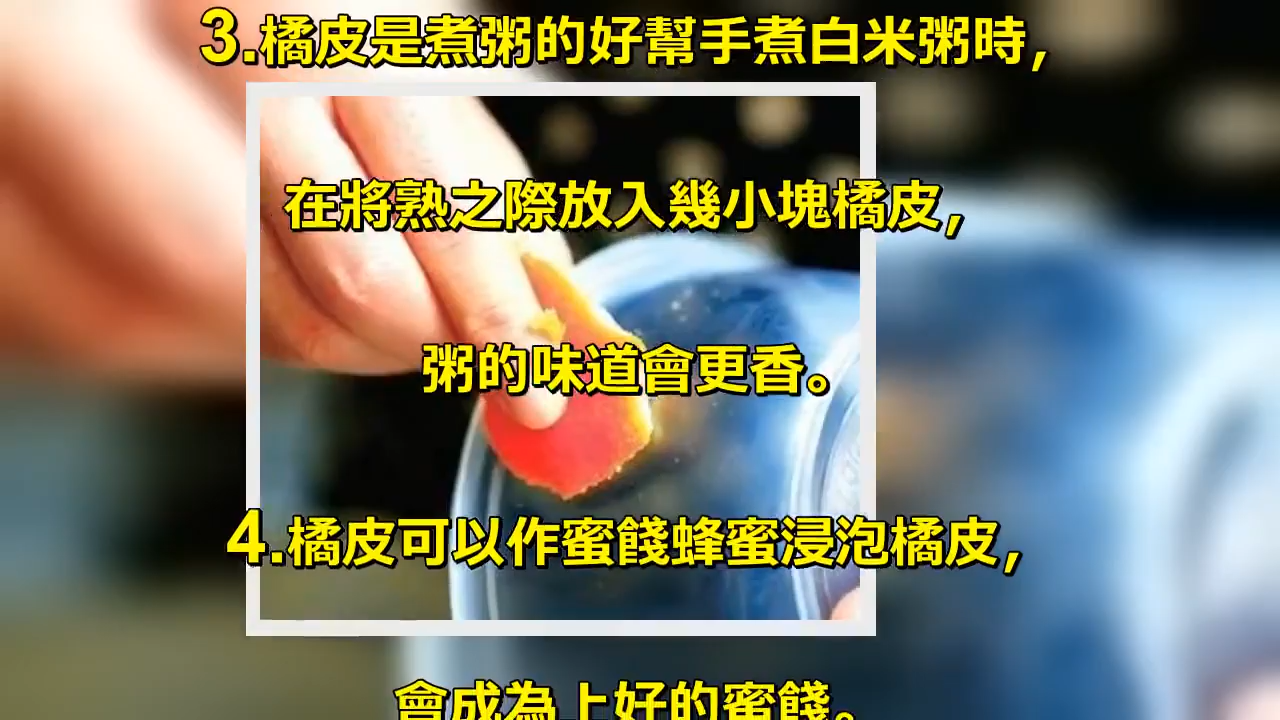 3.橘皮是煮粥的好幫手煮白米粥時，
在將熟之際放入幾小塊橘皮，
粥的味道會更香。
4.橘皮可以作蜜餞蜂蜜浸泡橘皮，
會成為上好的蜜餞。